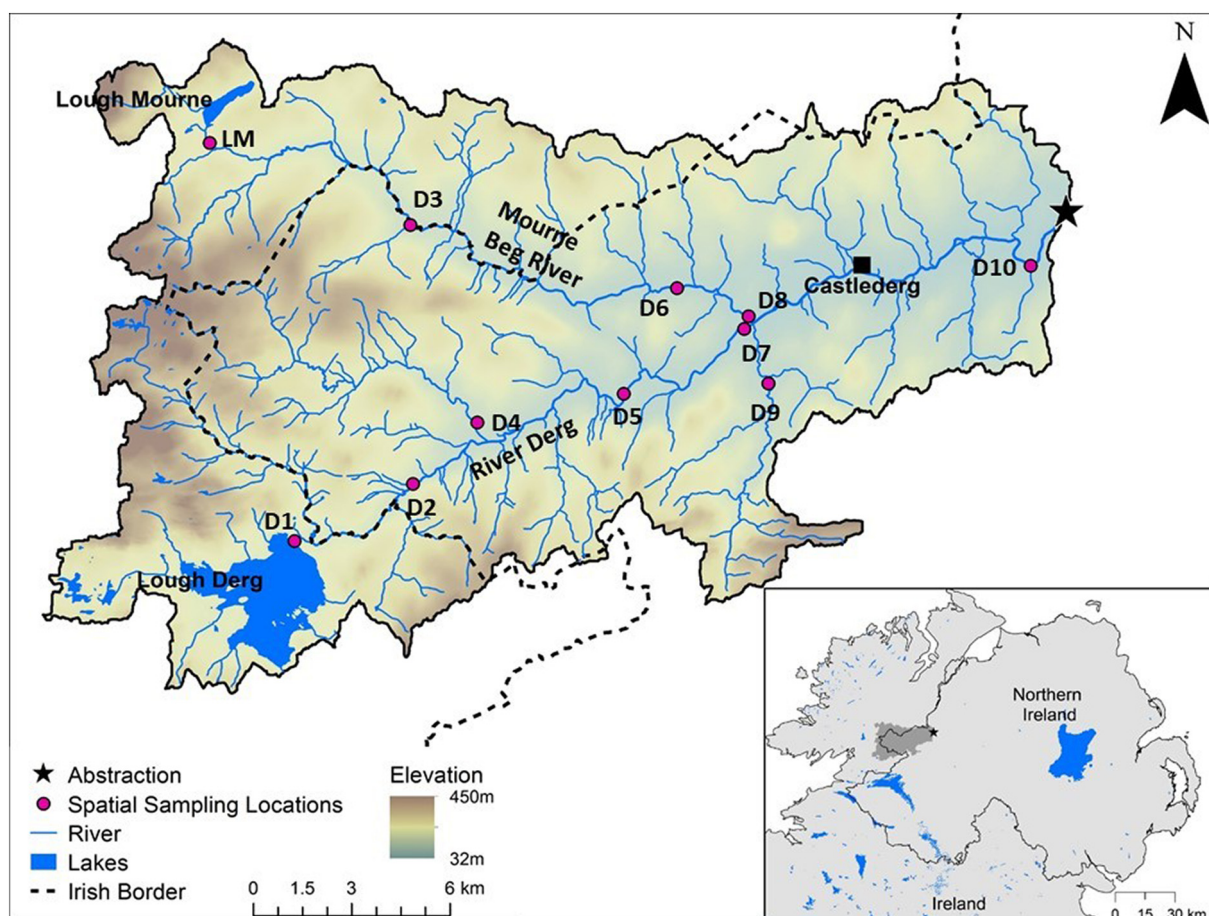 N
Lough Mourne
LM
D3
Mourne
Beg River
D6
D8
Castlederg
D10
D7
D5
D9
D4
River Derg
D2
D1
Lough Derg
Abstraction
Spatial Sampling Locations
River
Lakes
Irish Border
Elevation
450m
32m
0 1.5 3 6 km
Northern
Ireland
Ireland
0 15 30 km